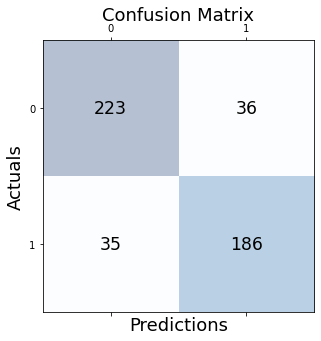 Confusion Matrix
0 1
0 223 36
Actuals
1 35 186
Predictions